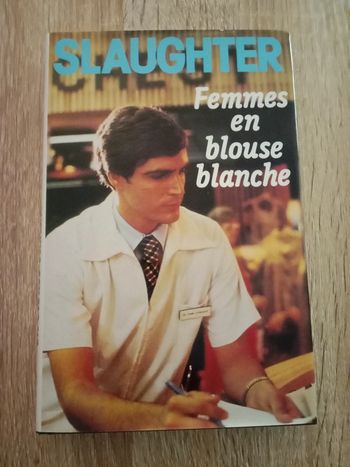 SLAUGHTER
Femmes
en
blouse
blanche